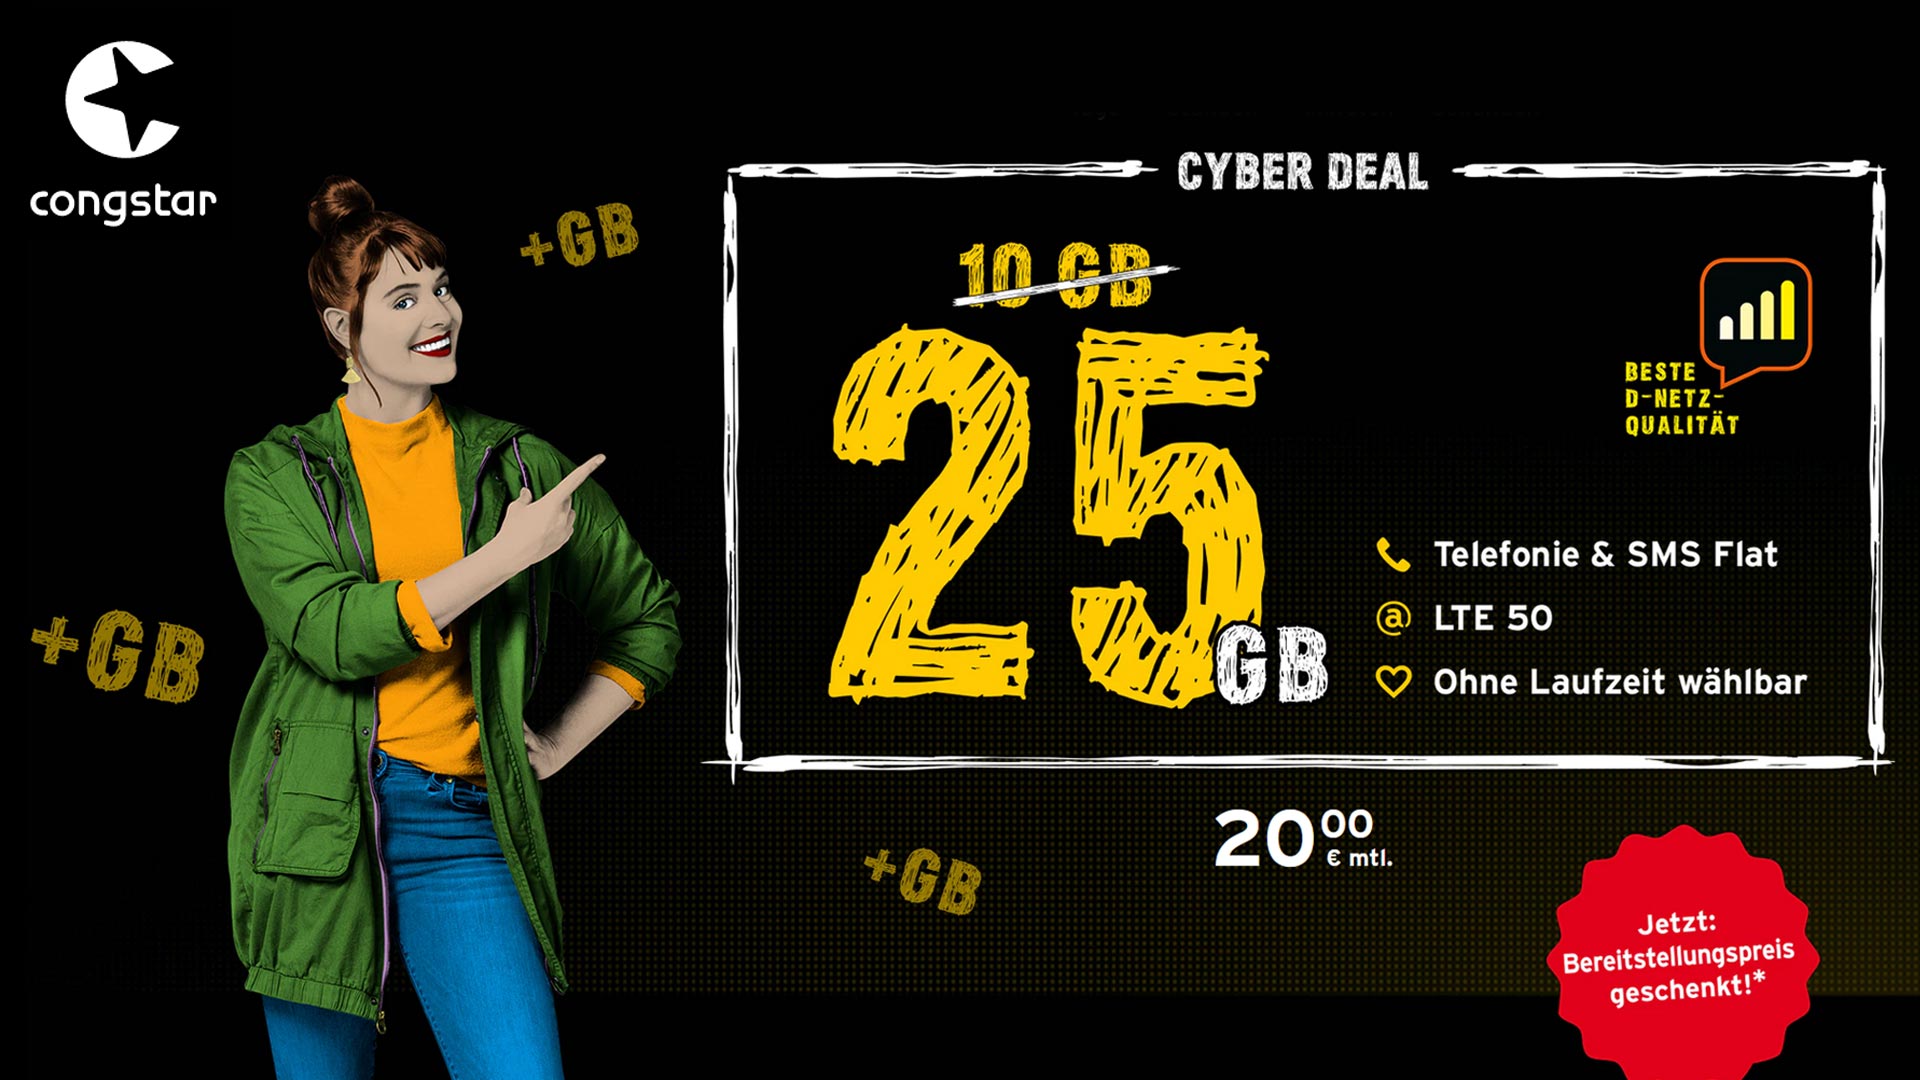 congstar
CYBER DEAL
+GB
10 GB
25 GB
BESTE
D-NETZ-
QUALITÄT
Telefonie & SMS Flat
@ LTE 50
Ohne Laufzeit wählbar
+GB
20 00
€ mtl.
+GB
Jetzt:
Bereitstellungspreis
geschenkt!*